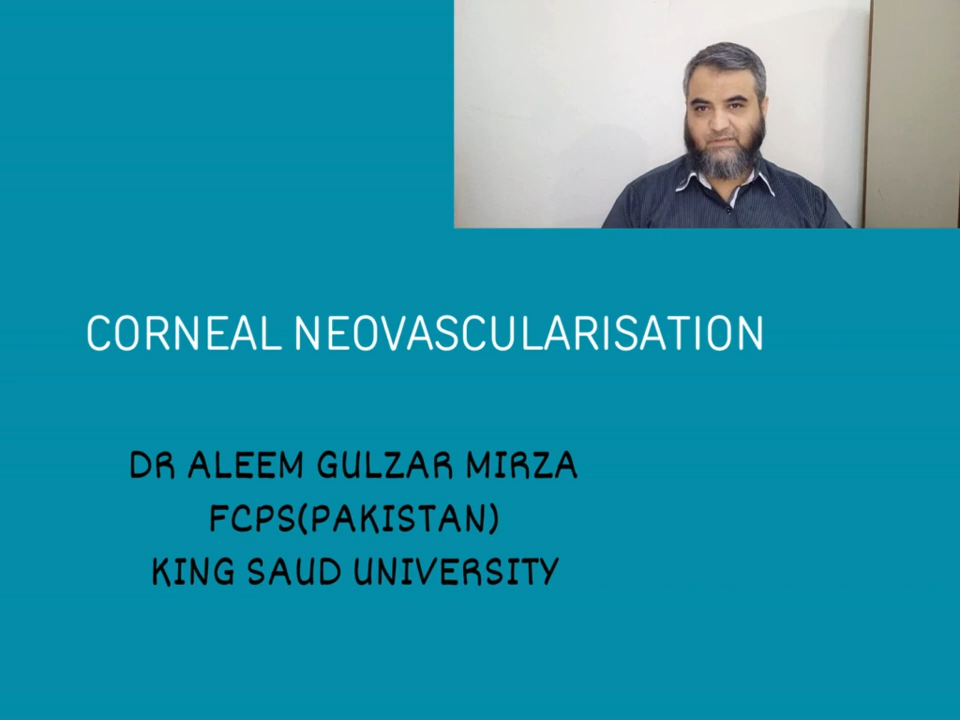 CORNEAL NEOVASCULARISATION
DR ALEEM GULZAR MIRZA
FCPS(PAKISTAN)
KING SAUD UNIVERSITY